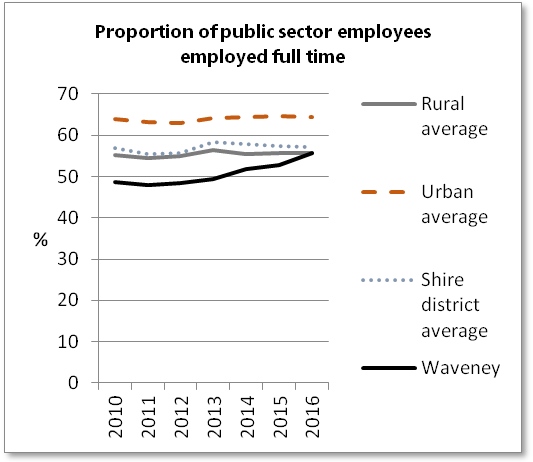 Proportion of public sector employees
employed full time
70
60
50
40
30
20
10
0
%
2010
2011
2012
2013
2014
2015
2016
Rural
average
Urban
average
Shire
district
average
Waveney